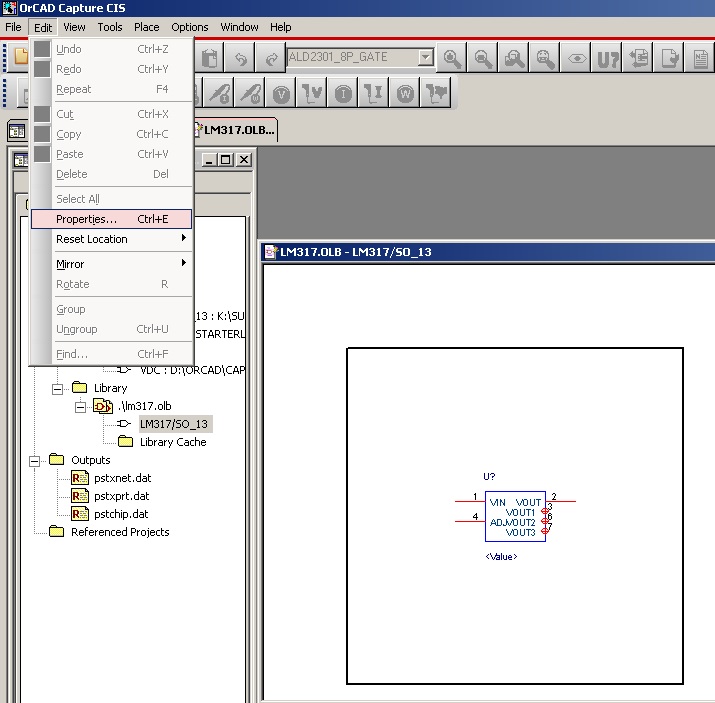 OrCAD Capture CIS
File Edit View Tools Place Options Window Help
Undo Ctrl+Z
Redo Ctrl+Y
Repeat F4
Cut Ctrl+X
Copy Ctrl+C
Paste Ctrl+V
Delete Del
Select All
Properties... Ctrl+E
Reset Location
Mirror
Rotate R
Group
Ungroup Ctrl+U
Find... Ctrl+F
ALD2301_8P_GATE
U?
V I V I W
LM317.OLB...
LM317.OLB - LM317/SO_13
13 : K:\SU
STARTERL
VDC : D:\ORCAD\CAP
Library
.\lm317.olb
LM317/SO_13
Library Cache
Outputs
pstxnet.dat
pstxprt.dat
pstchip.dat
Referenced Projects
U?
1 VIN VOUT 2
VOUT1 3
4 ADJ VOUT2 6
VOUT3 7
<Value>